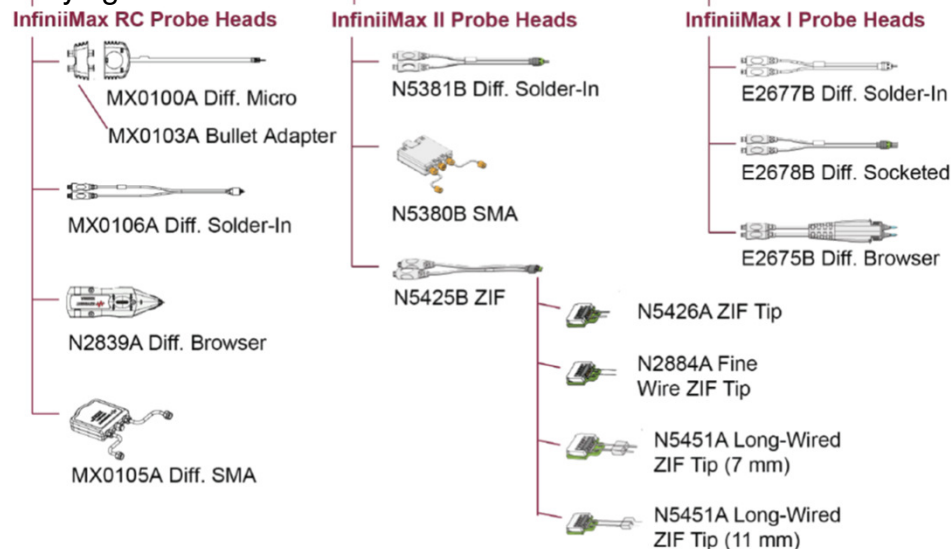 InfiniiMax RC Probe Heads
MX0100A Diff. Micro
MX0103A Bullet Adapter
MX0106A Diff. Solder-In
N2839A Diff. Browser
MX0105A Diff. SMA
InfiniiMax II Probe Heads
N5381B Diff. Solder-In
N5380B SMA
N5425B ZIF
N5426A ZIF Tip
N2884A Fine
Wire ZIF Tip
N5451A Long-Wired
ZIF Tip (7 mm)
N5451A Long-Wired
ZIF Tip (11 mm)
InfiniiMax I Probe Heads
E2677B Diff. Solder-In
E2678B Diff. Socketed
E2675B Diff. Browser